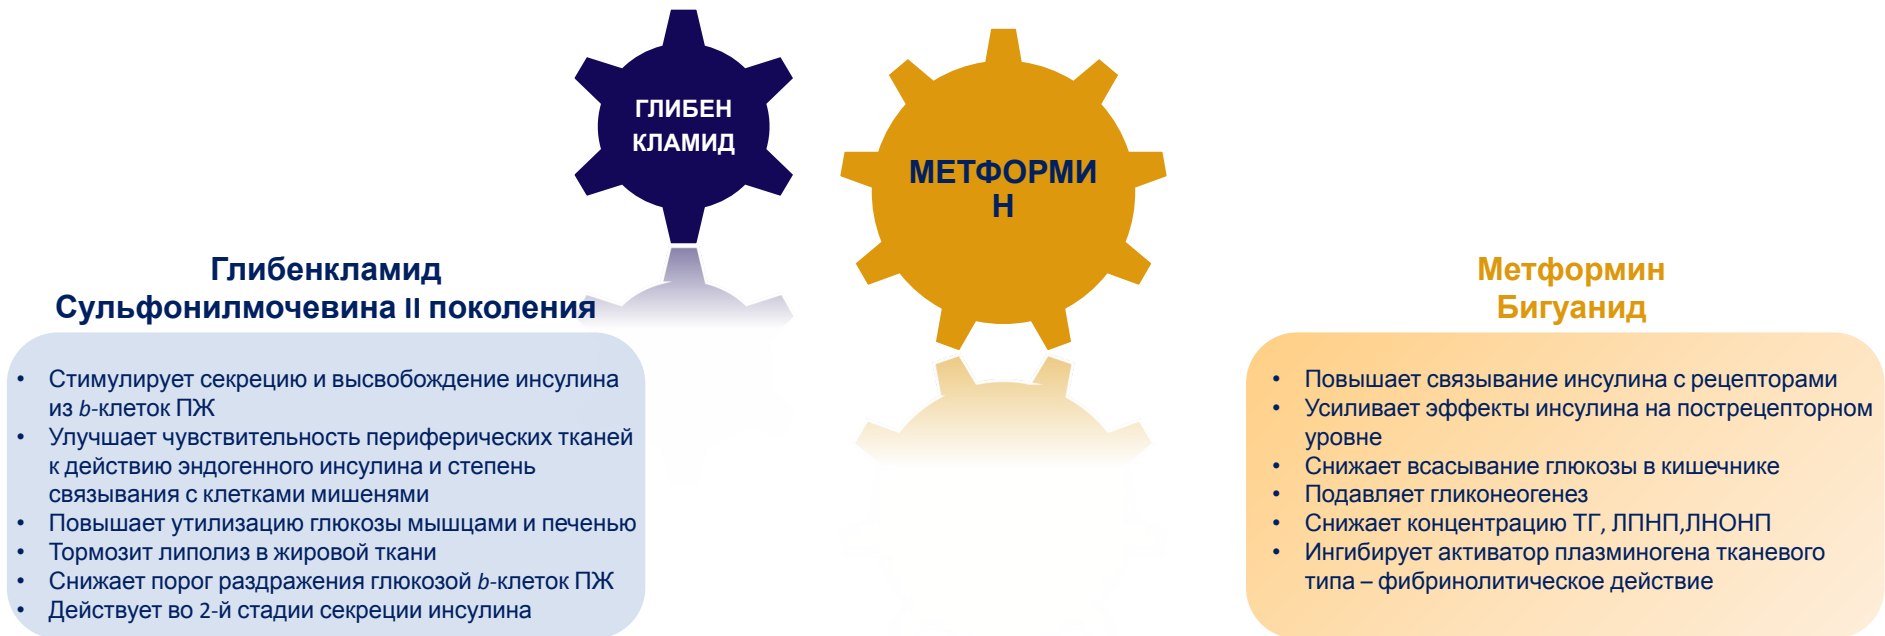 ГЛИБЕН
КЛАМИД
МЕТФОРМИ
Н
Глибенкламид
Сульфонилмочевина II поколения
• Стимулирует секрецию и высвобождение инсулина
из b-клеток ПЖ
• Улучшает чувствительность периферических тканей
к действию эндогенного инсулина и степень
связывания с клетками мишенями
• Повышает утилизацию глюкозы мышцами и печенью
• Тормозит липолиз в жировой ткани
• Снижает порог раздражения глюкозой b-клеток ПЖ
• Действует во 2-й стадии секреции инсулина
Метформин
Бигуанид
• Повышает связывание инсулина с рецепторами
• Усиливает эффекты инсулина на пострецепторном
уровне
• Снижает всасывание глюкозы в кишечнике
• Подавляет гликонеогенез
• Снижает концентрацию ТГ, ЛПНП,ЛНОНП
• Ингибирует активатор плазминогена тканевого
типа – фибринолитическое действие